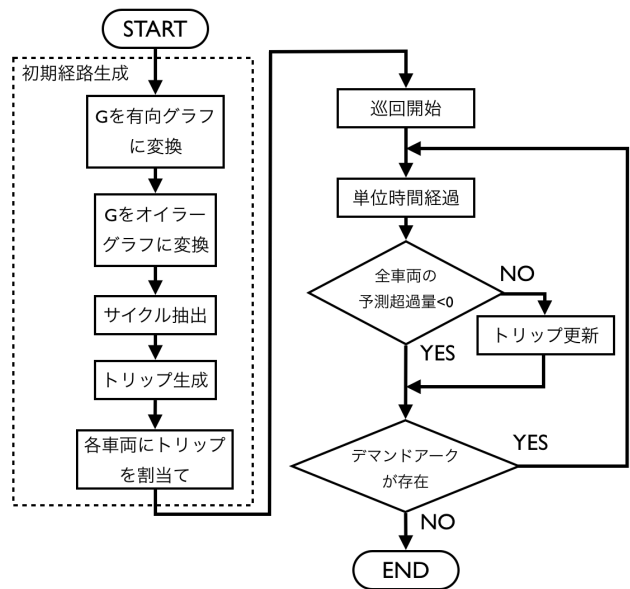 START
初期経路生成
Gを有向グラフ
に変換
Gをオイラー
グラフに変換
サイクル抽出
トリップ生成
各車両にトリップ
を割当て
巡回開始
単位時間経過
全車両の
予測超過量<0
NO
トリップ更新
YES
デマンドアーク
が存在
YES
NO
END